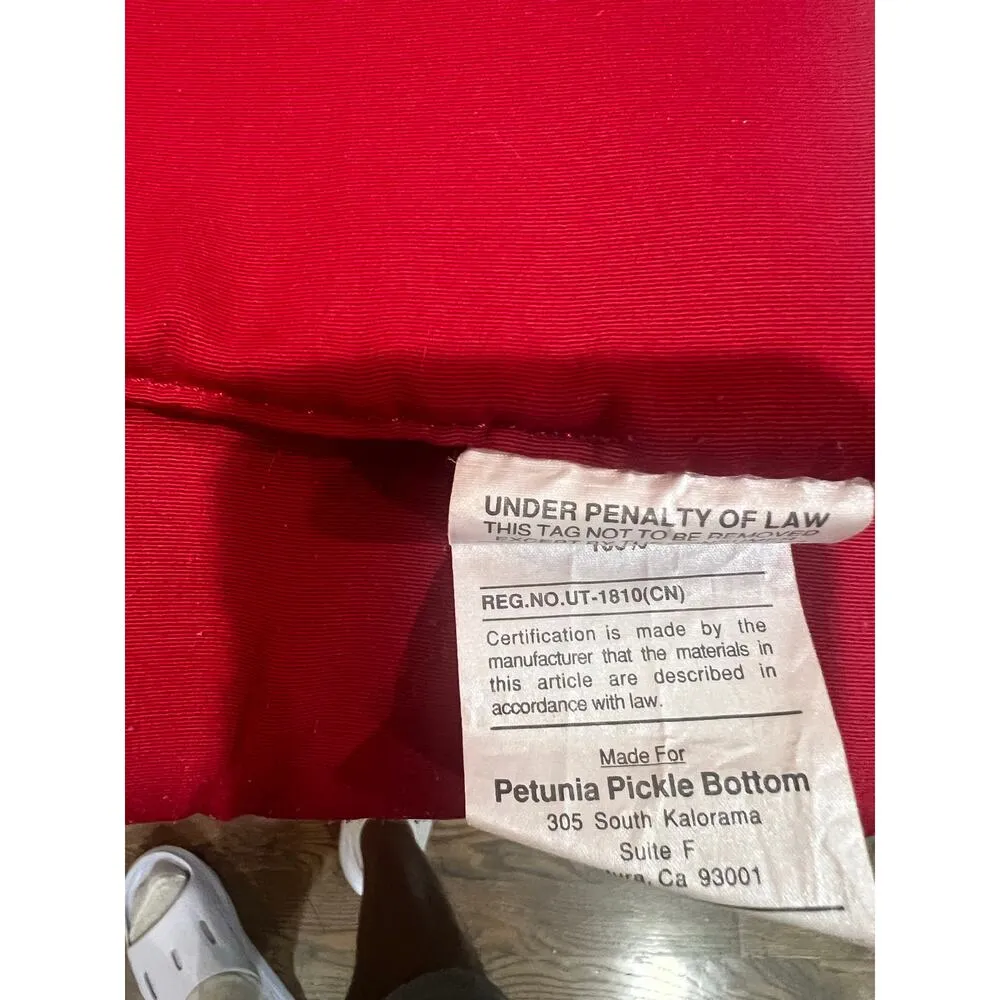 UNDER PENALTY OF LAW
THIS TAG NOT TO BE REMOVED
REG.NO.UT-1810(CN)
Certification is made by the
manufacturer that the materials in
this article are described in
accordance with law.
Made For
Petunia Pickle Bottom
305 South Kalorama
Suite F
Ca 93001